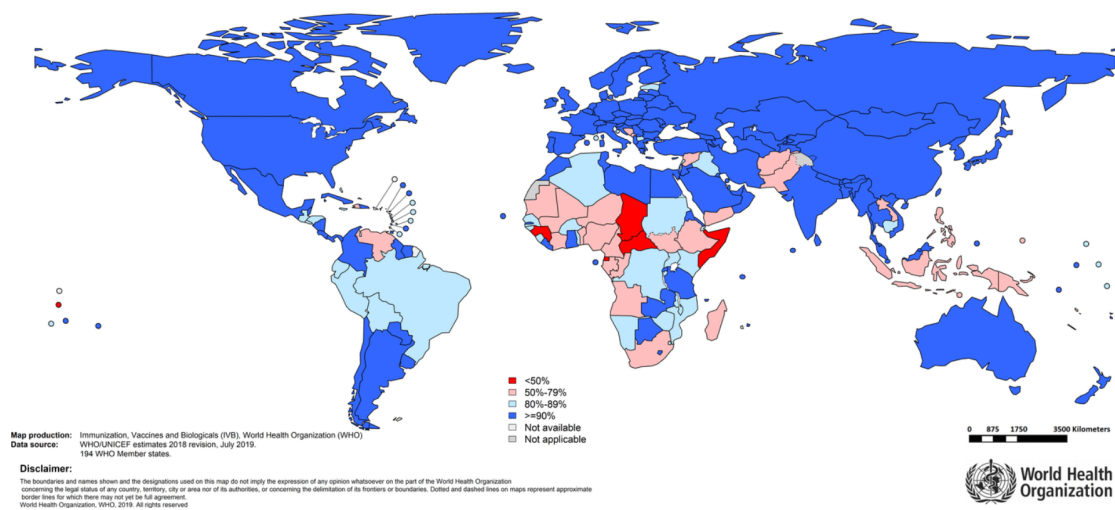 <50%
50%-79%
80%-89%
>=90%
Not available
Not applicable
Map production: Immunization, Vaccines and Biologicals (IVB), World Health Organization (WHO)
Data source: WHO/UNICEF estimates 2018 revision, July 2019.
194 WHO Member states.
0 875 1750 3500 Kilometers
Disclaimer:
The boundaries and names shown and the designations used on this map do not imply the expression of any opinion whatsoever on the part of the World Health Organization
concerning the legal status of any country, territory, city or area nor of its authorities, or concerning the delimitation of its frontiers or boundaries. Dotted and dashed lines on maps represent approximate
border lines for which there may not yet be full agreement.
World Health Organization, WHO, 2019. All rights reserved
World Health
Organization